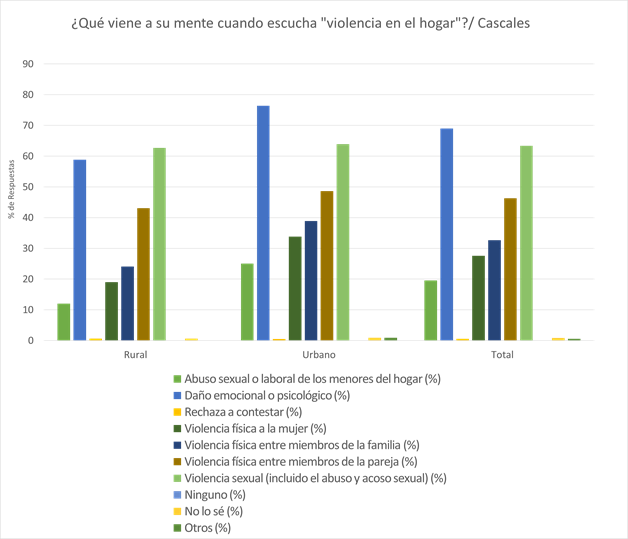 ¿Qué viene a su mente cuando escucha "violencia en el hogar"?/ Cascales
90
80
70
60
50
40
30
20
10
0
% de Respuestas
Rural
Urbano
Total
Abuso sexual o laboral de los menores del hogar (%)
Daño emocional o psicológico (%)
Rechaza a contestar (%)
Violencia física a la mujer (%)
Violencia física entre miembros de la familia (%)
Violencia física entre miembros de la pareja (%)
Violencia sexual (incluido el abuso y acoso sexual) (%)
Ninguno (%)
No lo sé (%)
Otros (%)